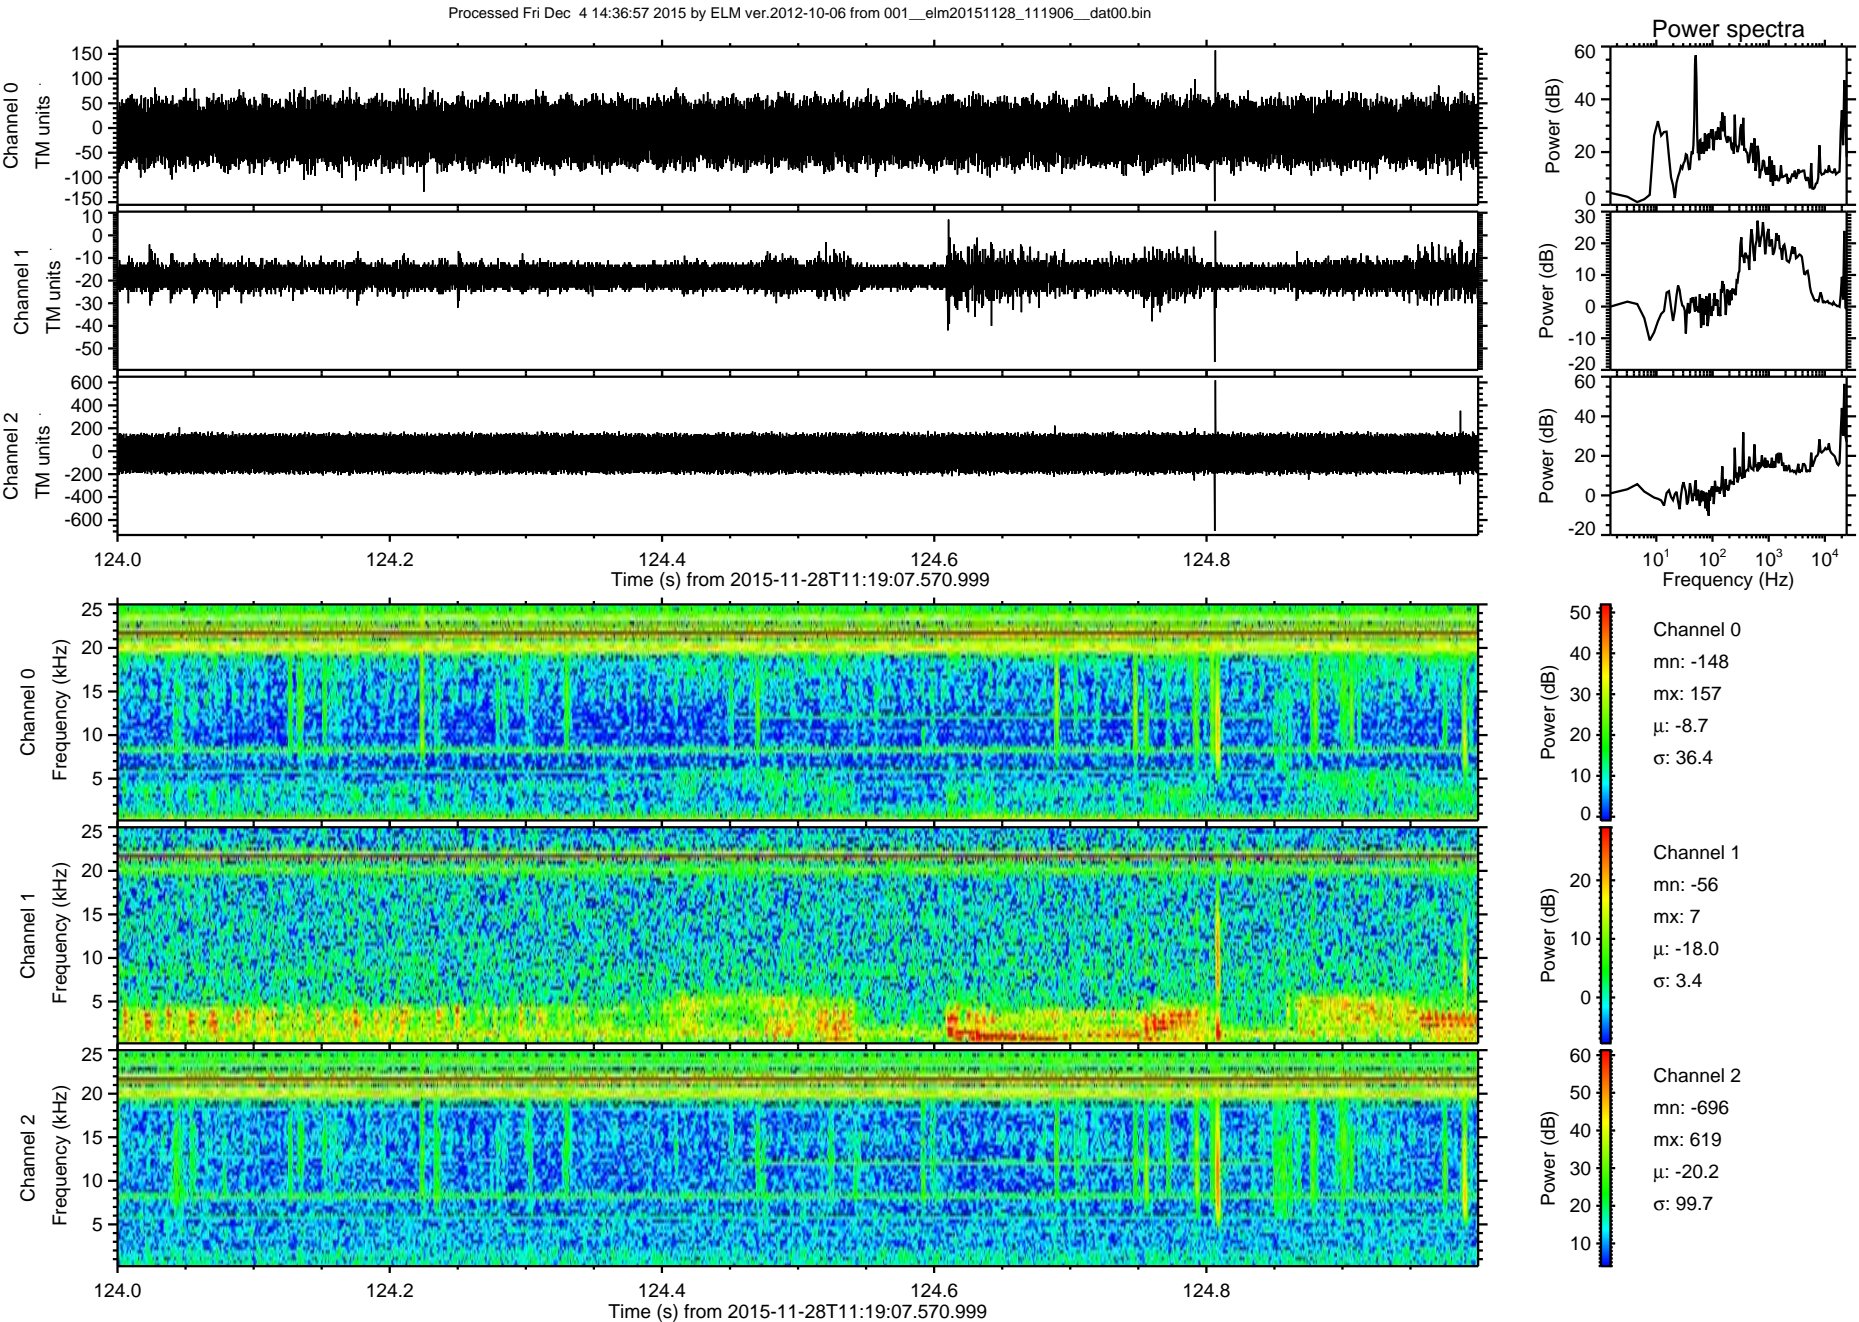 Processed Fri Dec  4 14:36:57 2015 by ELM ver.2012-10-06 from 001__elm20151128_111906__dat00.bin
Power spectra
Channel 0
TM units
150
100
50
0
-50
-100
-150
Power (dB)
60
40
20
0
Channel 1
TM units
10
0
-10
-20
-30
-40
-50
Power (dB)
30
20
10
0
-10
-20
Channel 2
TM units
600
400
200
0
-200
-400
-600
Power (dB)
60
40
20
0
-20
124.0 124.2 124.4 124.6 124.8
Time (s) from 2015-11-28T11:19:07.570.999
10¹ 10² 10³ 10⁴
Frequency (Hz)
Channel 0
Frequency (kHz)
25
20
15
10
5
Power (dB)
50
40
30
20
10
0
Channel 0
mn: -148
mx: 157
μ: -8.7
σ: 36.4
Channel 1
Frequency (kHz)
25
20
15
10
5
Power (dB)
20
10
0
Channel 1
mn: -56
mx: 7
μ: -18.0
σ: 3.4
Channel 2
Frequency (kHz)
25
20
15
10
5
Power (dB)
60
50
40
30
20
10
Channel 2
mn: -696
mx: 619
μ: -20.2
σ: 99.7
124.0 124.2 124.4 124.6 124.8
Time (s) from 2015-11-28T11:19:07.570.999